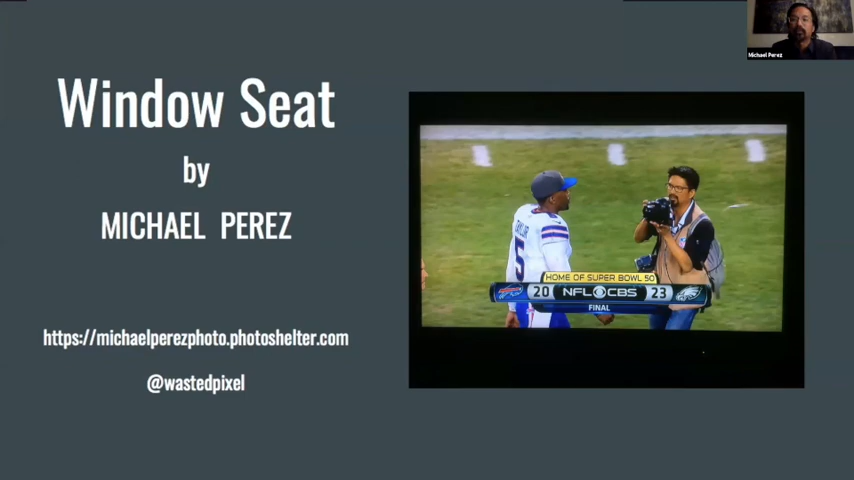 Michael Perez
Window Seat
by
MICHAEL PEREZ
https://michaelperezphoto.photoshelter.com
@wastedpixel
TAYLOR
5
HOME OF SUPER BOWL 50
20 NFL CBS 23
FINAL